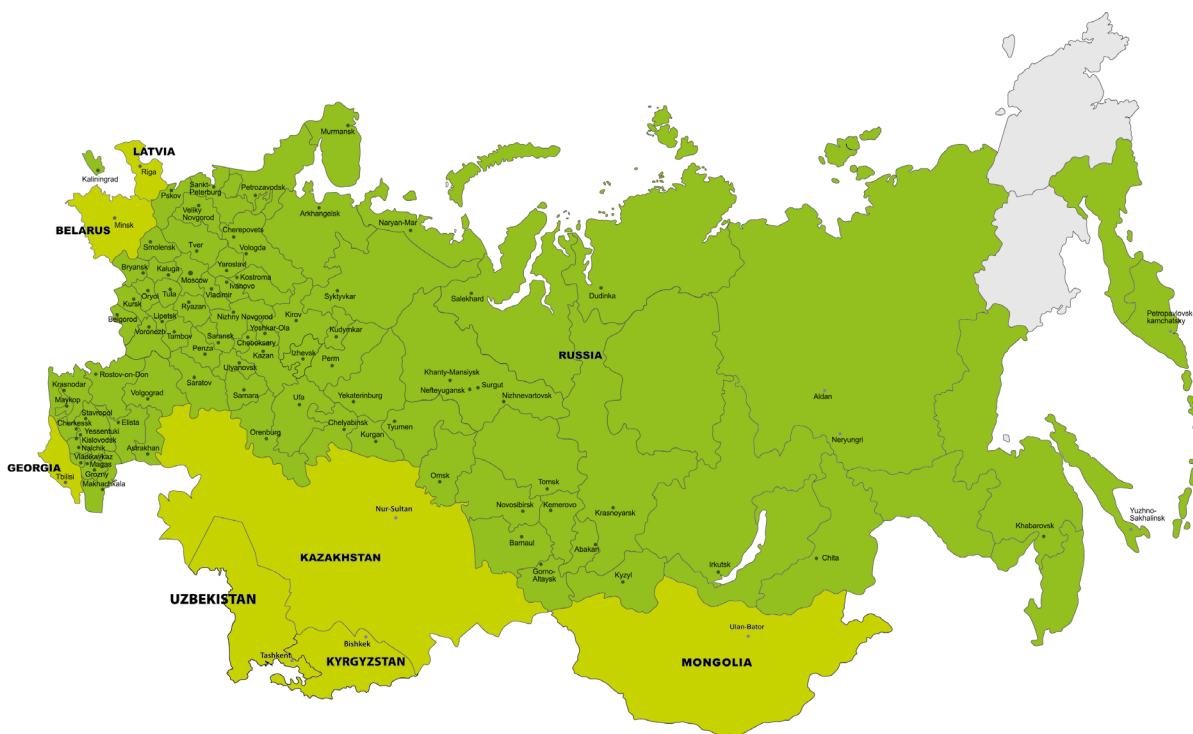 Murmansk
LATVIA
Riga
Kaliningrad
Sankt-
Peterburg
Petrozavodsk
Pskov
Veliky
Novgorod
Arkhangelsk
Naryan-Mar
BELARUS
Minsk
Cherepovets
Smolensk
Tver
Vologda
Bryansk
Kaluga
Moscow
Yaroslavl
Kostroma
Ivanovo
Vladimir
Oryol
Tula
Kursk
Ryazan
Syktyvkar
Salekhard
Dudinka
Belgorod
Lipetsk
Nizhny Novgorod
Kirov
Voronezh
Tambov
Saransk
Yoshkar-Ola
Cheboksary
Kudymkar
Penza
Kazan
Izhevsk
Perm
Ulyanovsk
RUSSIA
Petropavlovsk-
kamchatsky
Rostov-on-Don
Krasnodar
Volgograd
Saratov
Samara
Ufa
Yekaterinburg
Khanty-Mansiysk
Surgut
Nefteyugansk
Nizhnevartovsk
Aldan
Maykop
Stavropol
Cherkessk
Elista
Yessentuki
Kislovodsk
Nalchik
Astrakhan
Orenburg
Chelyabinsk
Kurgan
Tyumen
Neryungri
GEORGIA
Vladikavkaz
Magas
Grozny
Tbilisi
Makhachkala
Omsk
Tomsk
Novosibirsk
Kemerovo
Krasnoyarsk
Nur-Sultan
Yuzhno-
Sakhalinsk
Khabarovsk
Barnaul
Abakan
KAZAKHSTAN
Gorno-
Altaysk
Kyzyl
Irkutsk
Chita
UZBEKISTAN
Ulan-Bator
Bishkek
Tashkent
KYRGYZSTAN
MONGOLIA